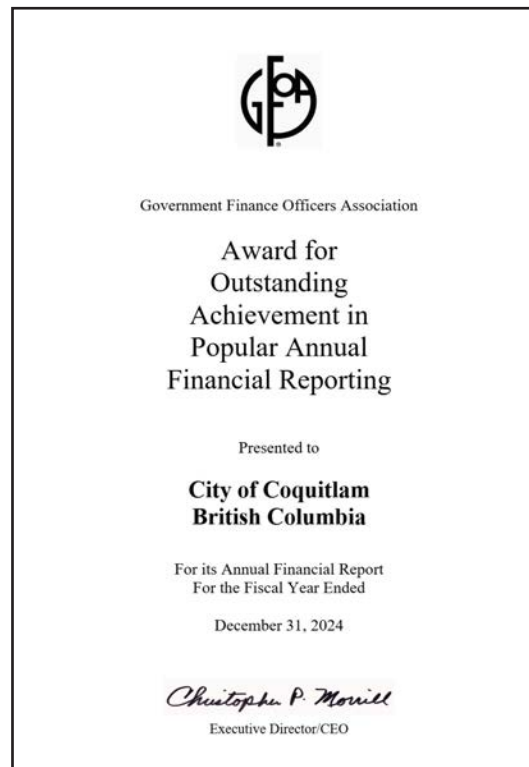 GFOA
®
Government Finance Officers Association
Award for
Outstanding
Achievement in
Popular Annual
Financial Reporting
Presented to
City of Coquitlam
British Columbia
For its Annual Financial Report
For the Fiscal Year Ended
December 31, 2024
Christopher P. Morrill
Executive Director/CEO